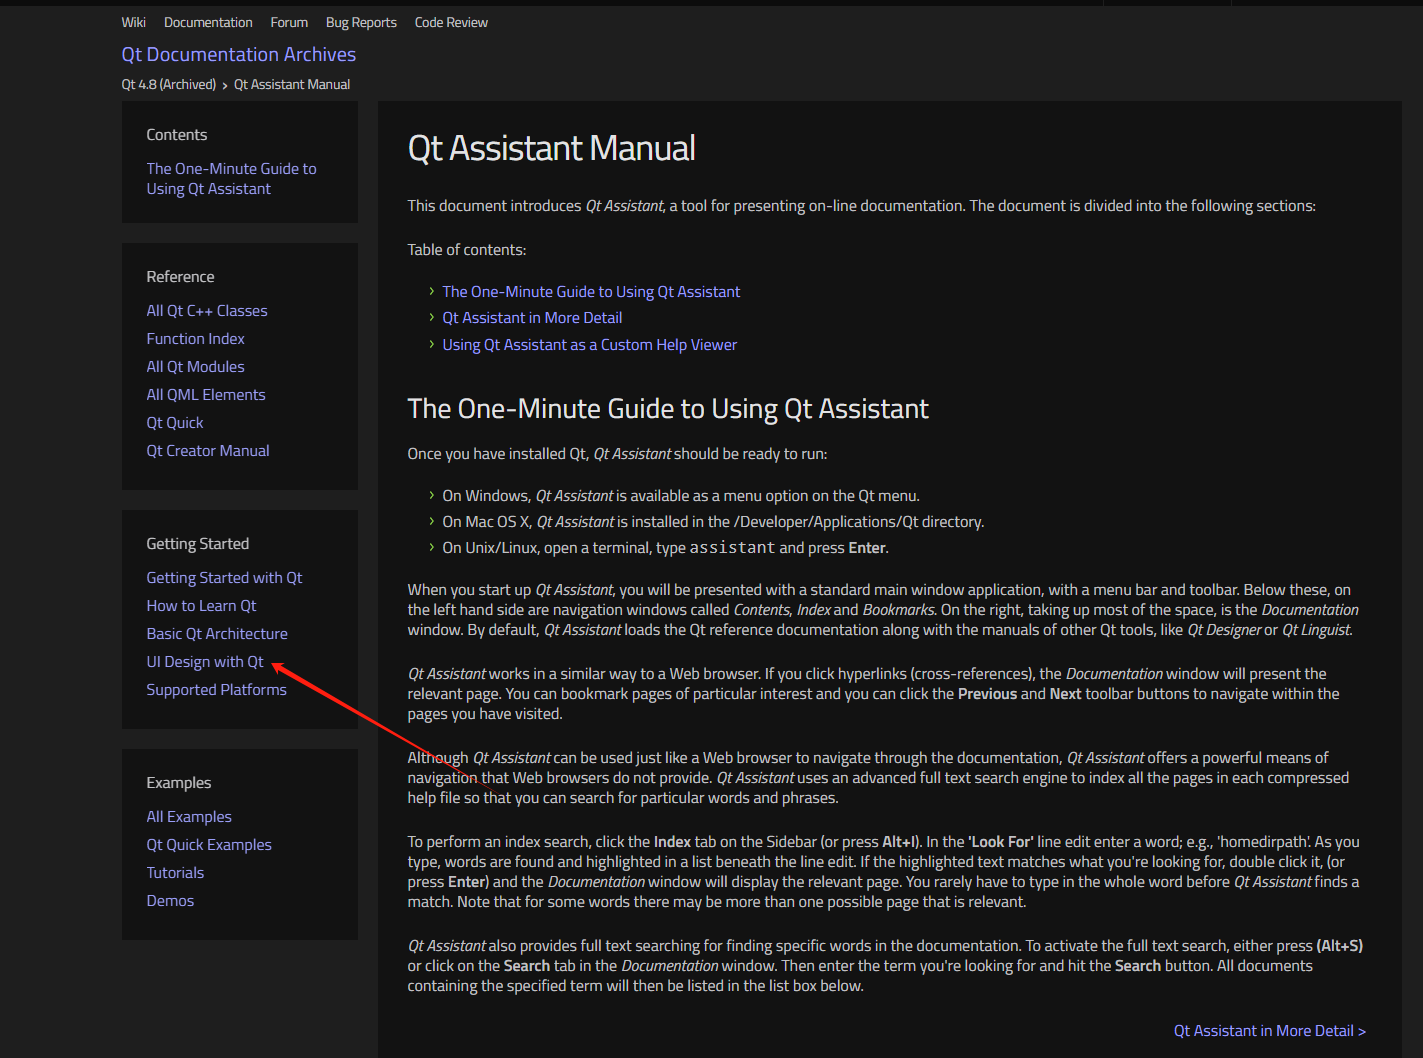 Wiki Documentation Forum Bug Reports Code Review
Qt Documentation Archives
Qt 4.8 (Archived) › Qt Assistant Manual
Contents
The One-Minute Guide to
Using Qt Assistant
Reference
All Qt C++ Classes
Function Index
All Qt Modules
All QML Elements
Qt Quick
Qt Creator Manual
Getting Started
Getting Started with Qt
How to Learn Qt
Basic Qt Architecture
UI Design with Qt
Supported Platforms
Examples
All Examples
Qt Quick Examples
Tutorials
Demos
Qt Assistant Manual
This document introduces Qt Assistant, a tool for presenting on-line documentation. The document is divided into the following sections:
Table of contents:
› The One-Minute Guide to Using Qt Assistant
› Qt Assistant in More Detail
› Using Qt Assistant as a Custom Help Viewer
The One-Minute Guide to Using Qt Assistant
Once you have installed Qt, Qt Assistant should be ready to run:
› On Windows, Qt Assistant is available as a menu option on the Qt menu.
› On Mac OS X, Qt Assistant is installed in the /Developer/Applications/Qt directory.
› On Unix/Linux, open a terminal, type assistant and press Enter.
When you start up Qt Assistant, you will be presented with a standard main window application, with a menu bar and toolbar. Below these, on
the left hand side are navigation windows called Contents, Index and Bookmarks. On the right, taking up most of the space, is the Documentation
window. By default, Qt Assistant loads the Qt reference documentation along with the manuals of other Qt tools, like Qt Designer or Qt Linguist.
Qt Assistant works in a similar way to a Web browser. If you click hyperlinks (cross-references), the Documentation window will present the
relevant page. You can bookmark pages of particular interest and you can click the Previous and Next toolbar buttons to navigate within the
pages you have visited.
Although Qt Assistant can be used just like a Web browser to navigate through the documentation, Qt Assistant offers a powerful means of
navigation that Web browsers do not provide. Qt Assistant uses an advanced full text search engine to index all the pages in each compressed
help file so that you can search for particular words and phrases.
To perform an index search, click the Index tab on the Sidebar (or press Alt+I). In the 'Look For' line edit enter a word; e.g., 'homedirpath'. As you
type, words are found and highlighted in a list beneath the line edit. If the highlighted text matches what you're looking for, double click it, (or
press Enter) and the Documentation window will display the relevant page. You rarely have to type in the whole word before Qt Assistant finds a
match. Note that for some words there may be more than one possible page that is relevant.
Qt Assistant also provides full text searching for finding specific words in the documentation. To activate the full text search, either press (Alt+S)
or click on the Search tab in the Documentation window. Then enter the term you're looking for and hit the Search button. All documents
containing the specified term will then be listed in the list box below.
Qt Assistant in More Detail >